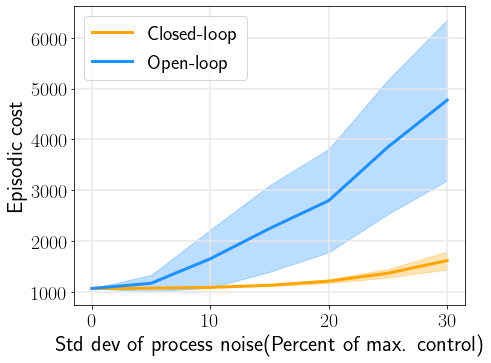 Closed-loop
Open-loop
Episodic cost
6000
5000
4000
3000
2000
1000
0 10 20 30
Std dev of process noise(Percent of max. control)